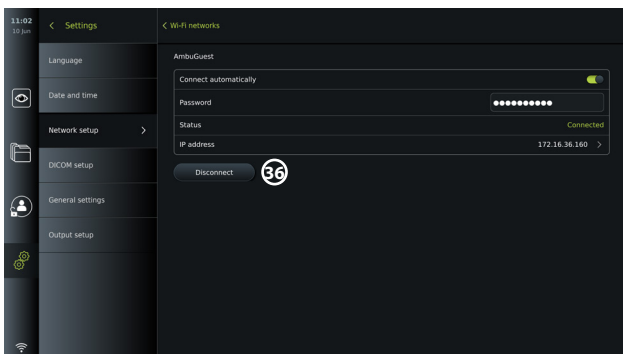 11:02
10 Jun
Settings
Wi-Fi networks
Language
Date and time
Network setup
DICOM setup
General settings
Output setup
AmbuGuest
Connect automatically
Password ●●●●●●●●●●
Status Connected
IP address 172.16.36.160
Disconnect
36